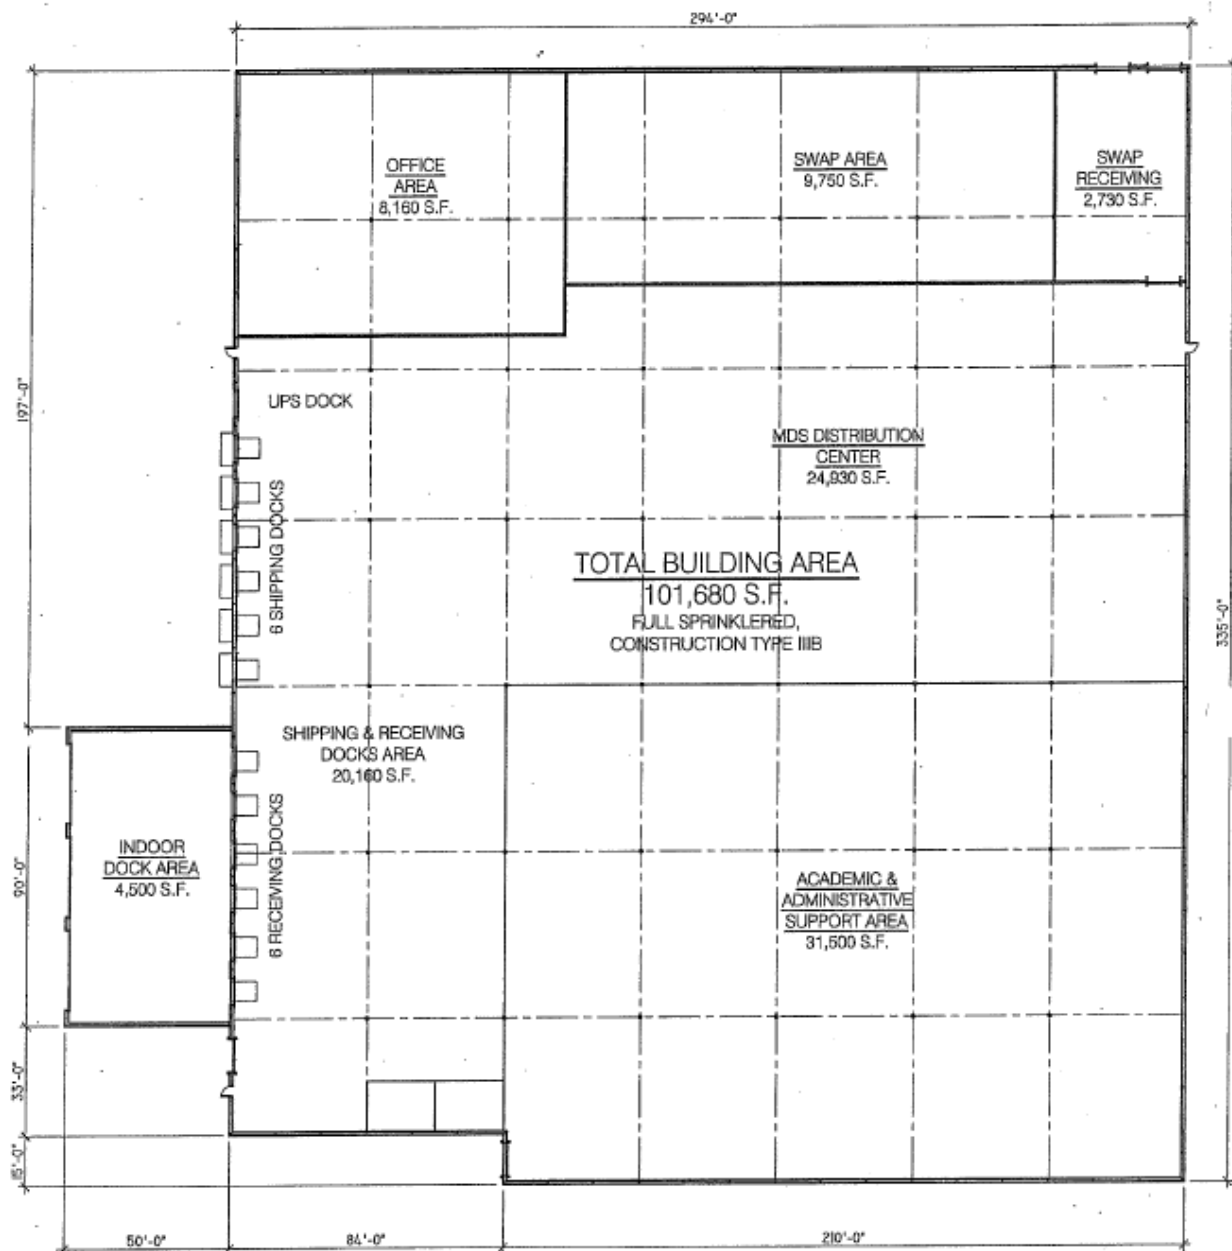 294'-0"
OFFICE
AREA
8,160 S.F.
SWAP AREA
9,750 S.F.
SWAP
RECEIVING
2,730 S.F.
197'-0"
UPS DOCK
MDS DISTRIBUTION
CENTER
24,930 S.F.
6 SHIPPING DOCKS
TOTAL BUILDING AREA
101,680 S.F.
FULL SPRINKLERED,
CONSTRUCTION TYPE IIIB
335'-0"
SHIPPING & RECEIVING
DOCKS AREA
20,160 S.F.
6 RECEIVING DOCKS
INDOOR
DOCK AREA
4,500 S.F.
90'-0"
ACADEMIC &
ADMINISTRATIVE
SUPPORT AREA
31,500 S.F.
33'-0"
15'-0"
50'-0"
84'-0"
210'-0"